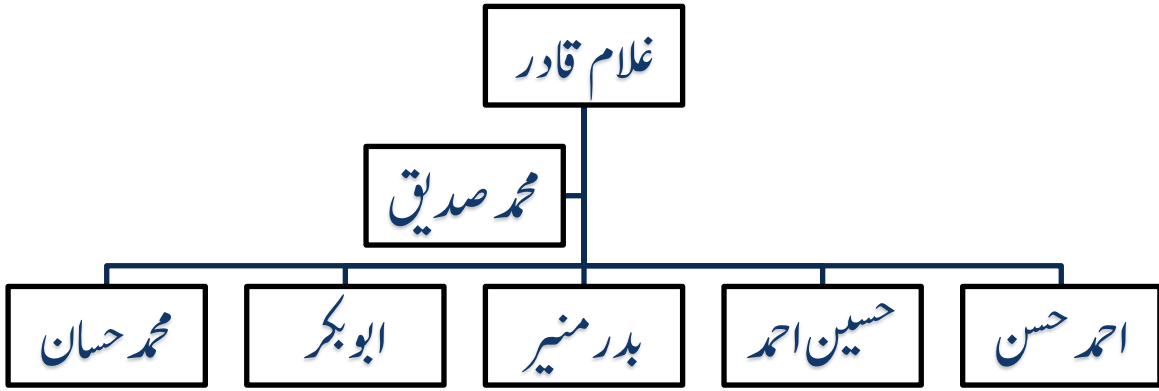 غلام قادر
محمد صدیق
احمد حسن
حسین احمد
بدر منیر
ابوبکر
محمد حسان